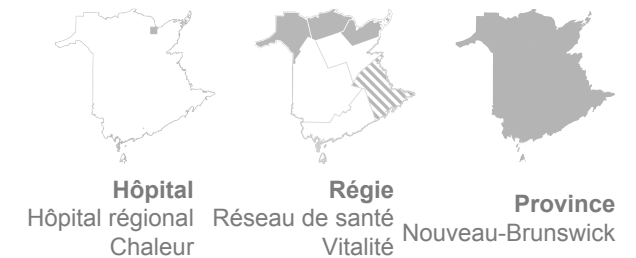 Hôpital
Hôpital régional
Chaleur
Régie
Réseau de santé
Vitalité
Province
Nouveau-Brunswick